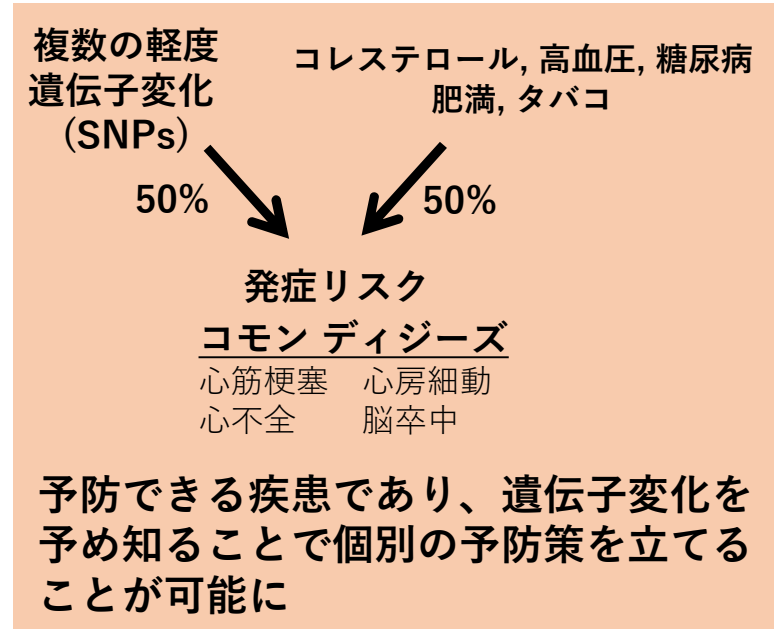 複数の軽度
遺伝子変化
(SNPs)
コレステロール, 高血圧, 糖尿病
肥満, タバコ
50%
50%
発症リスク
コモン ディジーズ
心筋梗塞 心房細動
心不全 脳卒中
予防できる疾患であり、遺伝子変化を
予め知ることで個別の予防策を立てる
ことが可能に